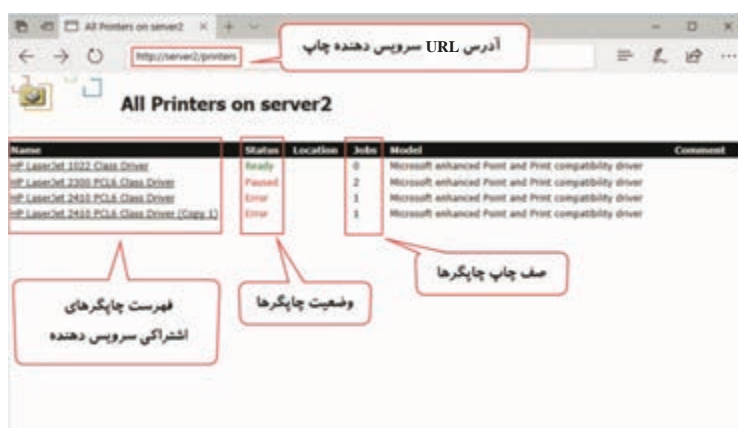 All Printers on server2
آدرس URL سرویس دهنده چاپ
http://server2/printers
All Printers on server2
Name Status Location Jobs Model Comment
HP LaserJet 1022 Class Driver Ready 0 Microsoft enhanced Point and Print compatibility driver
HP LaserJet 2300 PCL6 Class Driver Paused 2 Microsoft enhanced Point and Print compatibility driver
HP LaserJet 2410 PCL6 Class Driver Error 1 Microsoft enhanced Point and Print compatibility driver
HP LaserJet 2410 PCL6 Class Driver (Copy 1) Error 1 Microsoft enhanced Point and Print compatibility driver
صف چاپ چاپگرها
وضعیت چاپگرها
فهرست چاپگرهای
اشتراکی سرویس دهنده